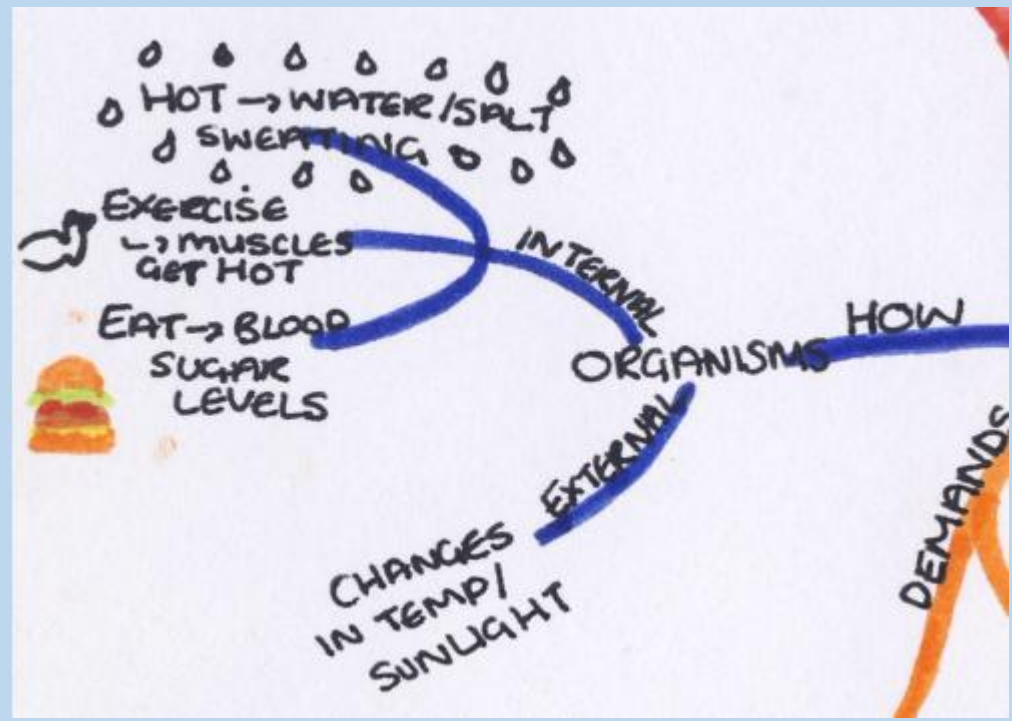 HOT → WATER/SALT
SWEATING
EXERCISE
↳ MUSCLES
GET HOT
EAT → BLOOD
SUGAR
LEVELS
INTERNAL
ORGANISMS
HOW
EXTERNAL
CHANGES
IN TEMP/
SUNLIGHT
DEMANDS